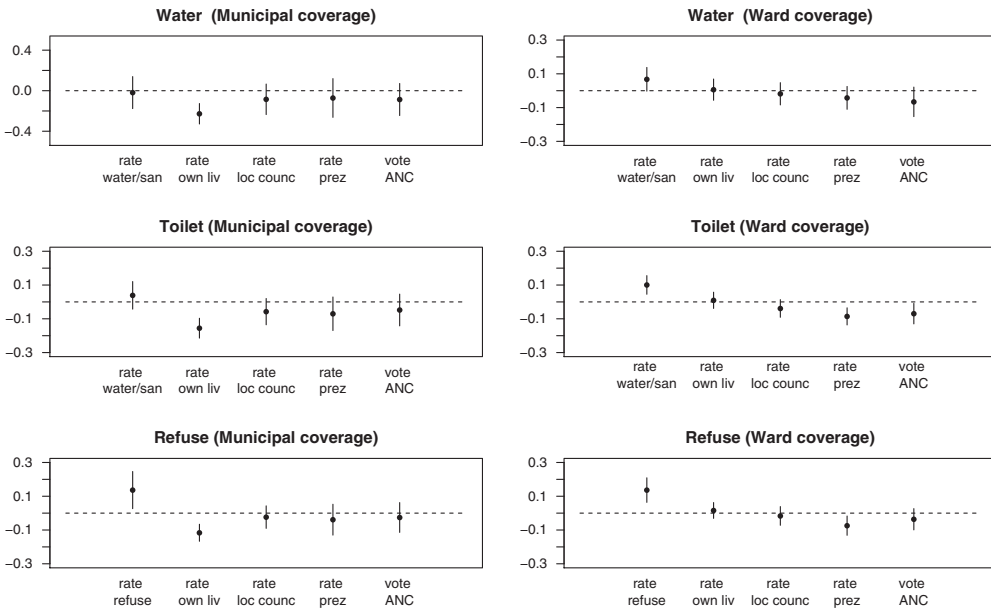 Water (Municipal coverage)
0.4
0.0
−0.4
rate rate rate rate vote
water/san own liv loc counc prez ANC
Water (Ward coverage)
0.3
0.1
−0.1
−0.3
rate rate rate rate vote
water/san own liv loc counc prez ANC
Toilet (Municipal coverage)
0.3
0.1
−0.1
−0.3
rate rate rate rate vote
water/san own liv loc counc prez ANC
Toilet (Ward coverage)
0.3
0.1
−0.1
−0.3
rate rate rate rate vote
water/san own liv loc counc prez ANC
Refuse (Municipal coverage)
0.3
0.1
−0.1
−0.3
rate rate rate rate vote
refuse own liv loc counc prez ANC
Refuse (Ward coverage)
0.3
0.1
−0.1
−0.3
rate rate rate rate vote
refuse own liv loc counc prez ANC